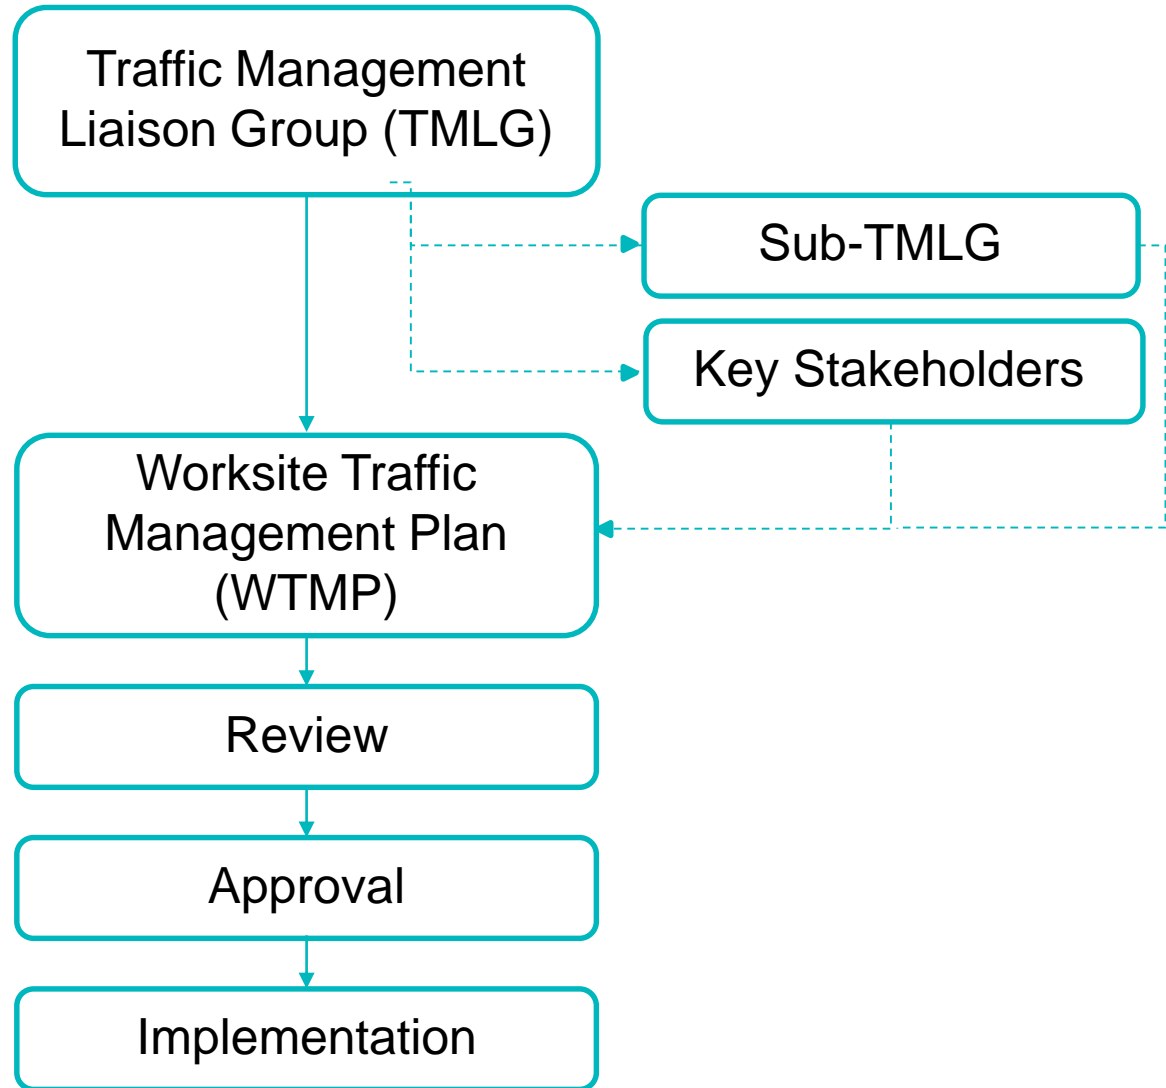 Traffic Management
Liaison Group (TMLG)
Sub-TMLG
Key Stakeholders
Worksite Traffic
Management Plan
(WTMP)
Review
Approval
Implementation